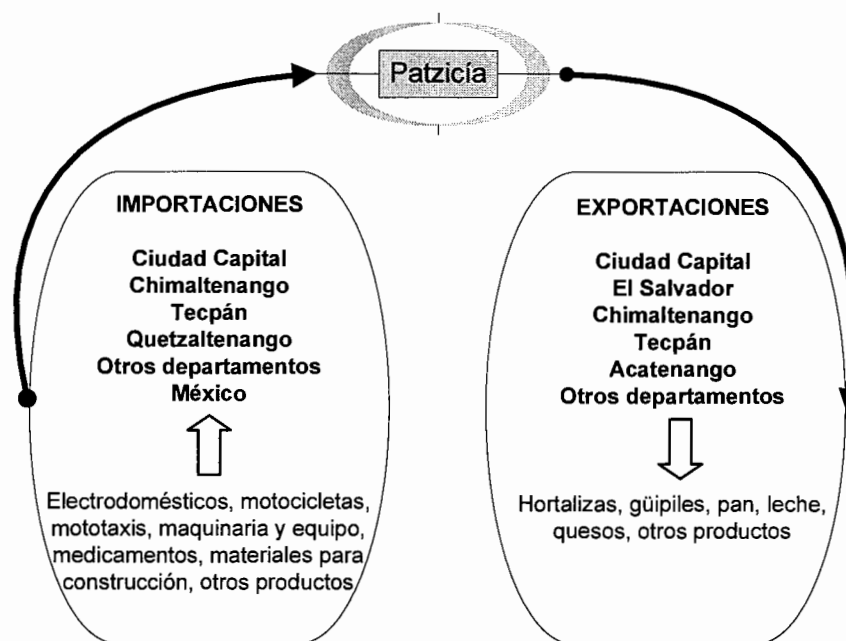 Patzicía
IMPORTACIONES
Ciudad Capital
Chimaltenango
Tecpán
Quetzaltenango
Otros departamentos
México
Electrodomésticos, motocicletas,
mototaxis, maquinaria y equipo,
medicamentos, materiales para
construcción, otros productos
EXPORTACIONES
Ciudad Capital
El Salvador
Chimaltenango
Tecpán
Acatenango
Otros departamentos
Hortalizas, güipiles, pan, leche,
quesos, otros productos